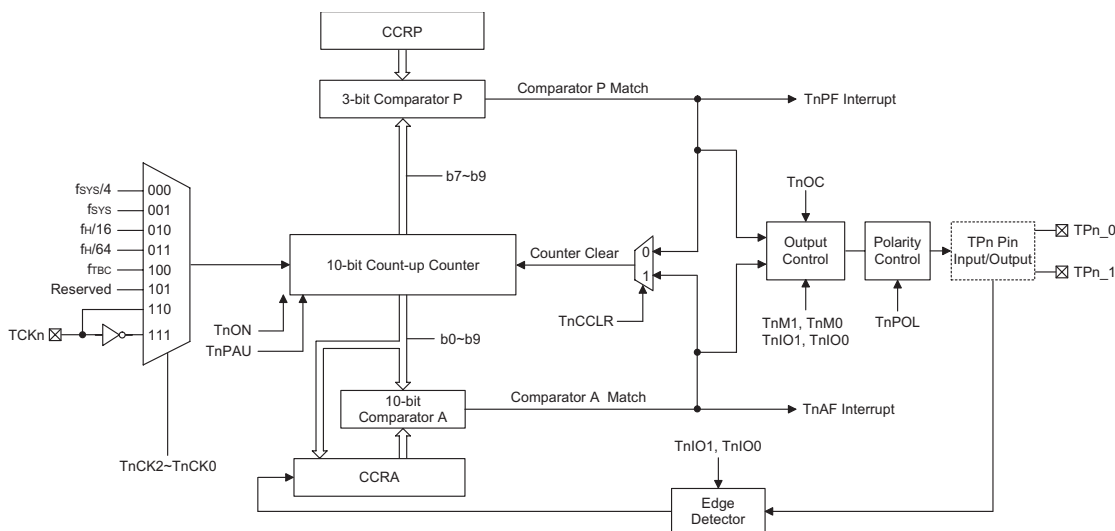 CCRP
3-bit Comparator P
Comparator P Match
TnPF Interrupt
b7~b9
fSYS/4
000
fSYS
001
fH/16
010
fH/64
011
fTBC
100
Reserved
101
110
TCKn
111
TnCK2~TnCK0
10-bit Count-up Counter
TnON
TnPAU
Counter Clear
0
1
TnCCLR
TnOC
Output
Control
TnM1, TnM0
TnIO1, TnIO0
Polarity
Control
TnPOL
TPn Pin
Input/Output
TPn_0
TPn_1
b0~b9
10-bit
Comparator A
Comparator A Match
TnAF Interrupt
CCRA
TnIO1, TnIO0
Edge
Detector